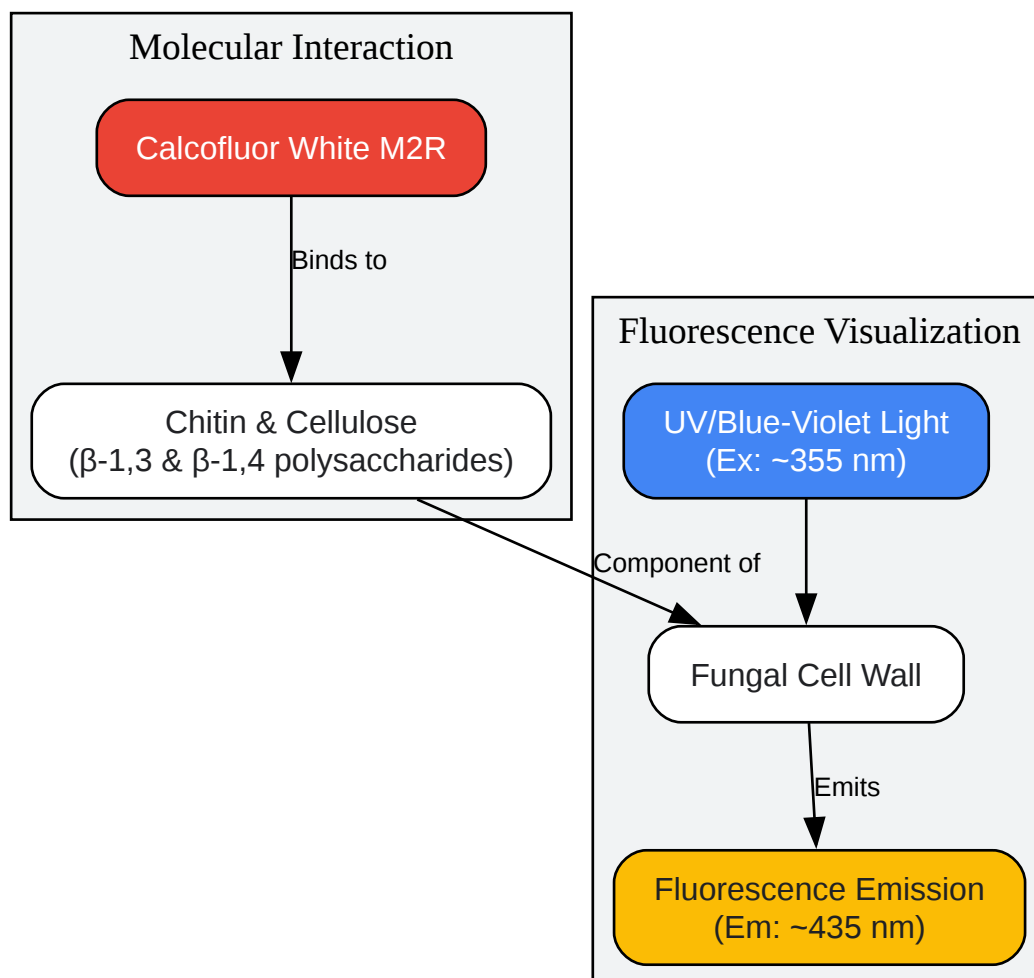 Molecular Interaction
Calcofluor White M2R
Binds to
Chitin & Cellulose
(β-1,3 & β-1,4 polysaccharides)
Fluorescence Visualization
UV/Blue-Violet Light
(Ex: ~355 nm)
Component of
Fungal Cell Wall
Emits
Fluorescence Emission
(Em: ~435 nm)